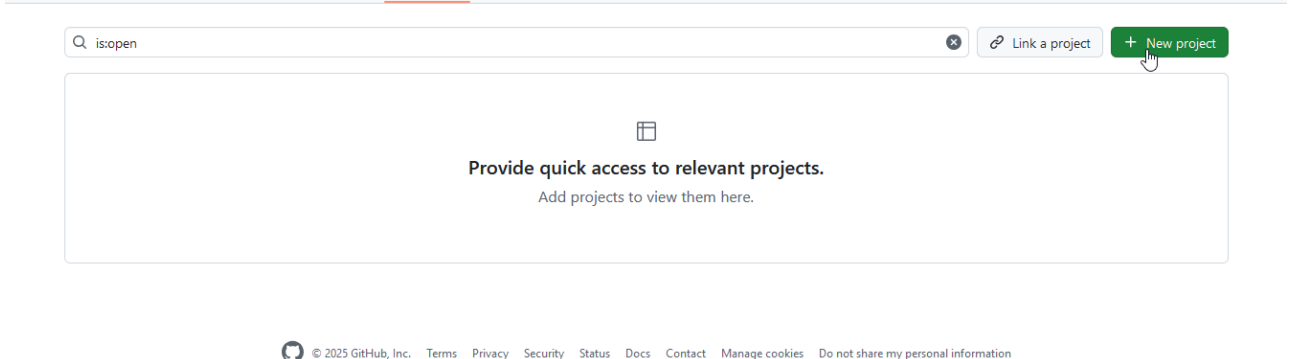 is:open
Link a project
New project
Provide quick access to relevant projects.
Add projects to view them here.
© 2025 GitHub, Inc. Terms Privacy Security Status Docs Contact Manage cookies Do not share my personal information